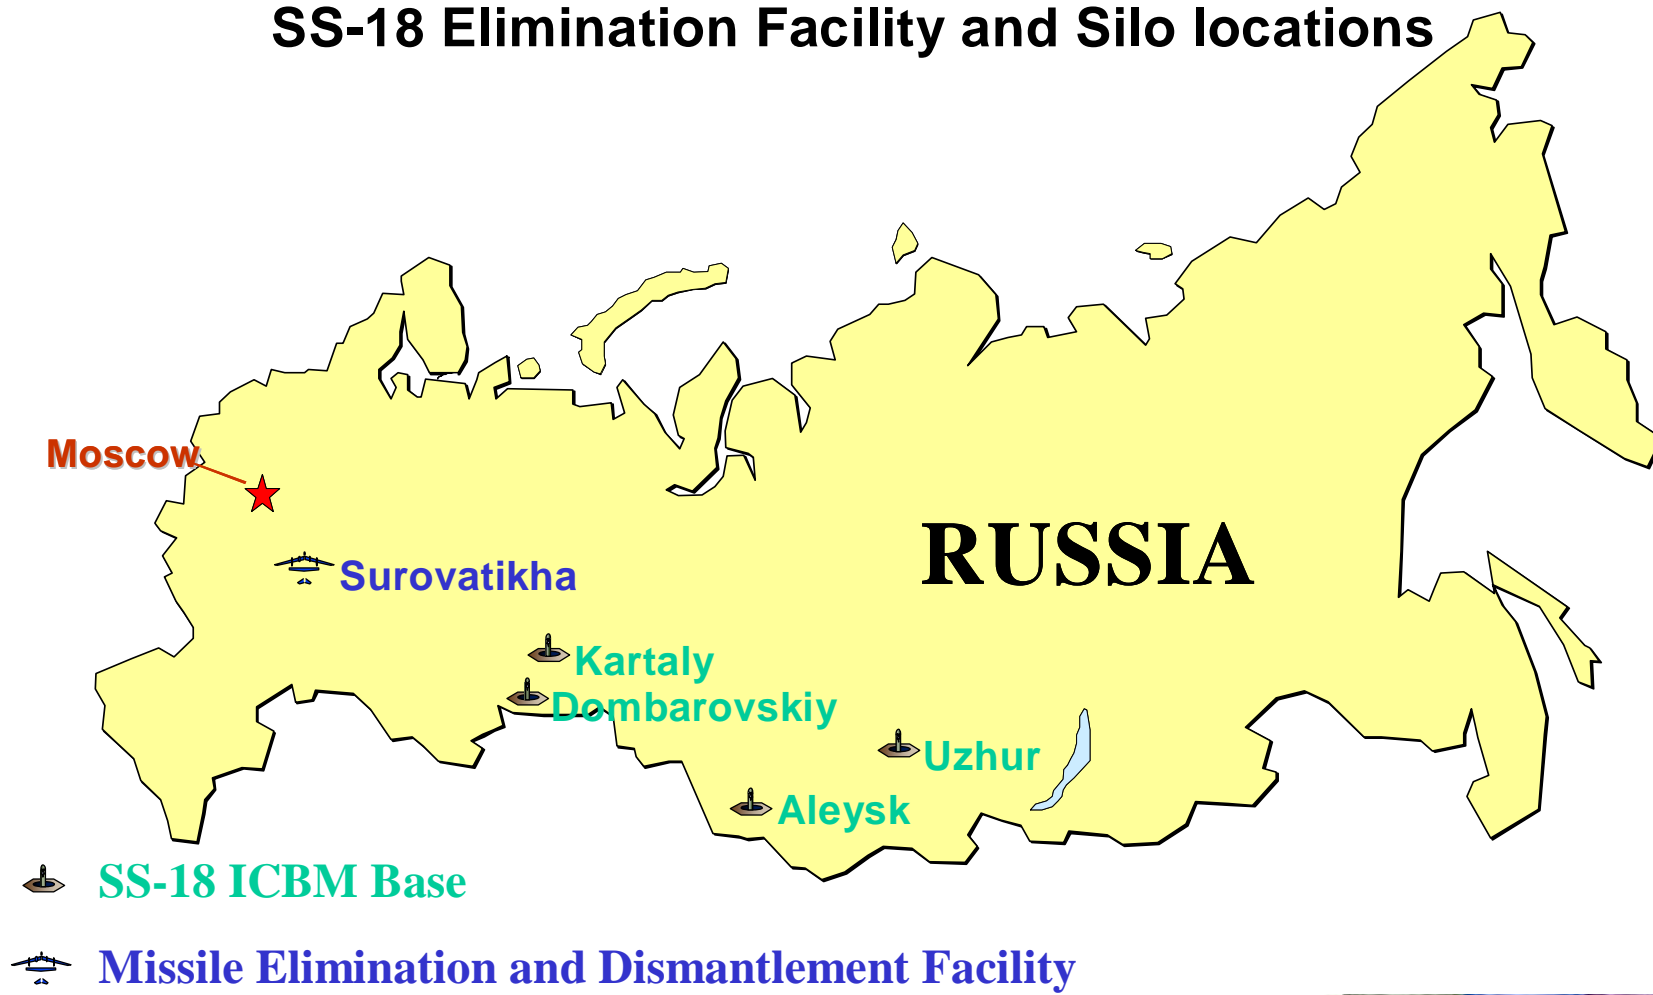 SS-18 Elimination Facility and Silo locations
Moscow
RUSSIA
Surovatikha
Kartaly
Dombarovskiy
Uzhur
Aleysk
SS-18 ICBM Base
Missile Elimination and Dismantlement Facility